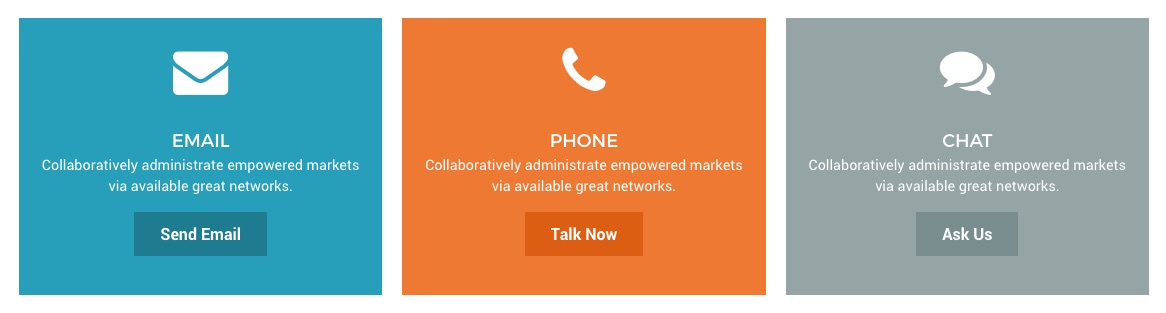 EMAIL
Collaboratively administrate empowered markets
via available great networks.
Send Email
PHONE
Collaboratively administrate empowered markets
via available great networks.
Talk Now
CHAT
Collaboratively administrate empowered markets
via available great networks.
Ask Us